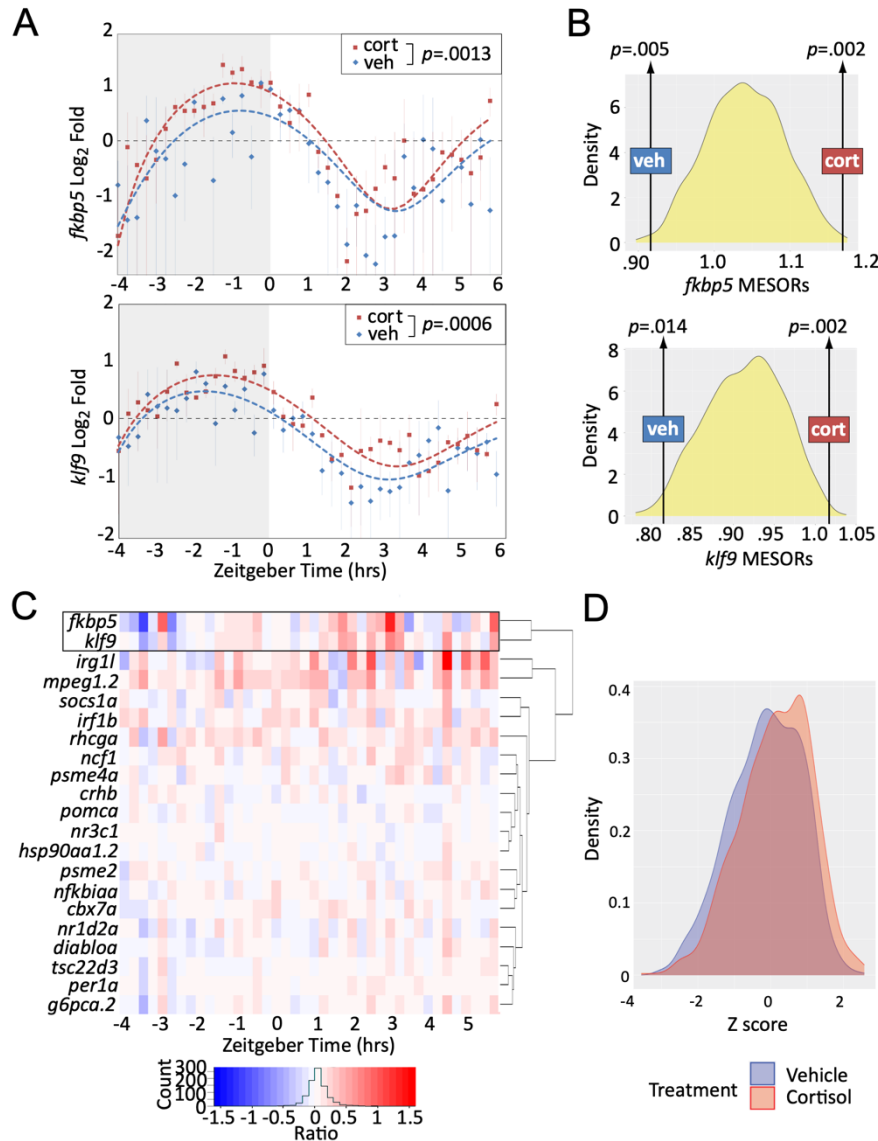 A
2
1
0
-1
-2
fkbp5 Log2 Fold
cort
veh
p=.0013
-4 -3 -2 -1 0 1 2 3 4 5 6
2
1
0
-1
-2
klf9 Log2 Fold
cort
veh
p=.0006
-4 -3 -2 -1 0 1 2 3 4 5 6
Zeitgeber Time (hrs)
B
p=.005 p=.002
6
4
2
0
Density
veh cort
.90 1.0 1.1 1.2
fkbp5 MESORs
p=.014 p=.002
8
6
4
2
0
Density
veh cort
.80 .85 .90 .95 1.0 1.05
klf9 MESORs
C
fkbp5
klf9
irg1l
mpeg1.2
socs1a
irf1b
rhcga
ncf1
psme4a
crhb
pomca
nr3c1
hsp90aa1.2
psme2
nfkbiaa
cbx7a
nr1d2a
diabloa
tsc22d3
per1a
g6pca.2
-4 -3 -2 -1 0 1 2 3 4 5
Zeitgeber Time (hrs)
Count
300
200
100
0
-1.5 -1 -0.5 0 0.5 1 1.5
Ratio
D
0.4
0.3
0.2
0.1
0
Density
-4 -2 0 2
Z score
Treatment
Vehicle
Cortisol